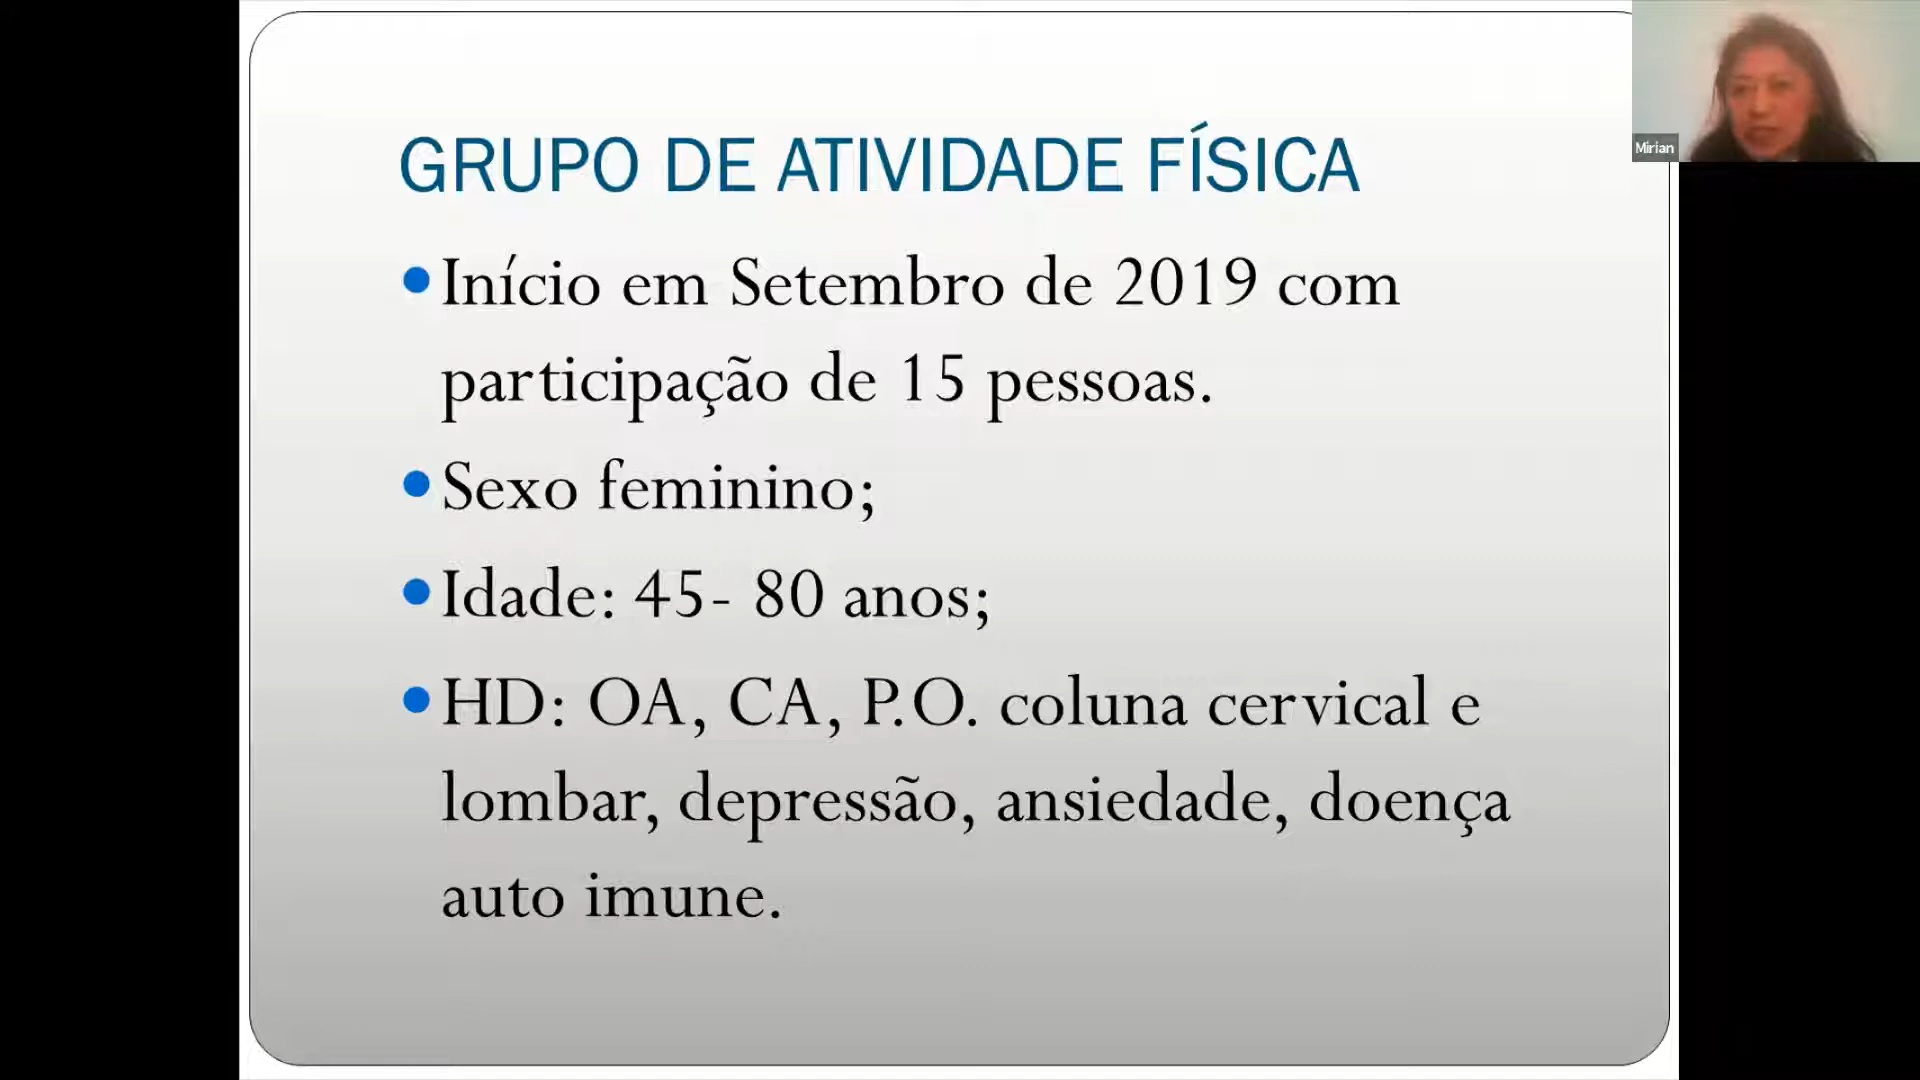 GRUPO DE ATIVIDADE FÍSICA
• Início em Setembro de 2019 com
participação de 15 pessoas.
• Sexo feminino;
• Idade: 45- 80 anos;
• HD: OA, CA, P.O. coluna cervical e
lombar, depressão, ansiedade, doença
auto imune.
Mirian